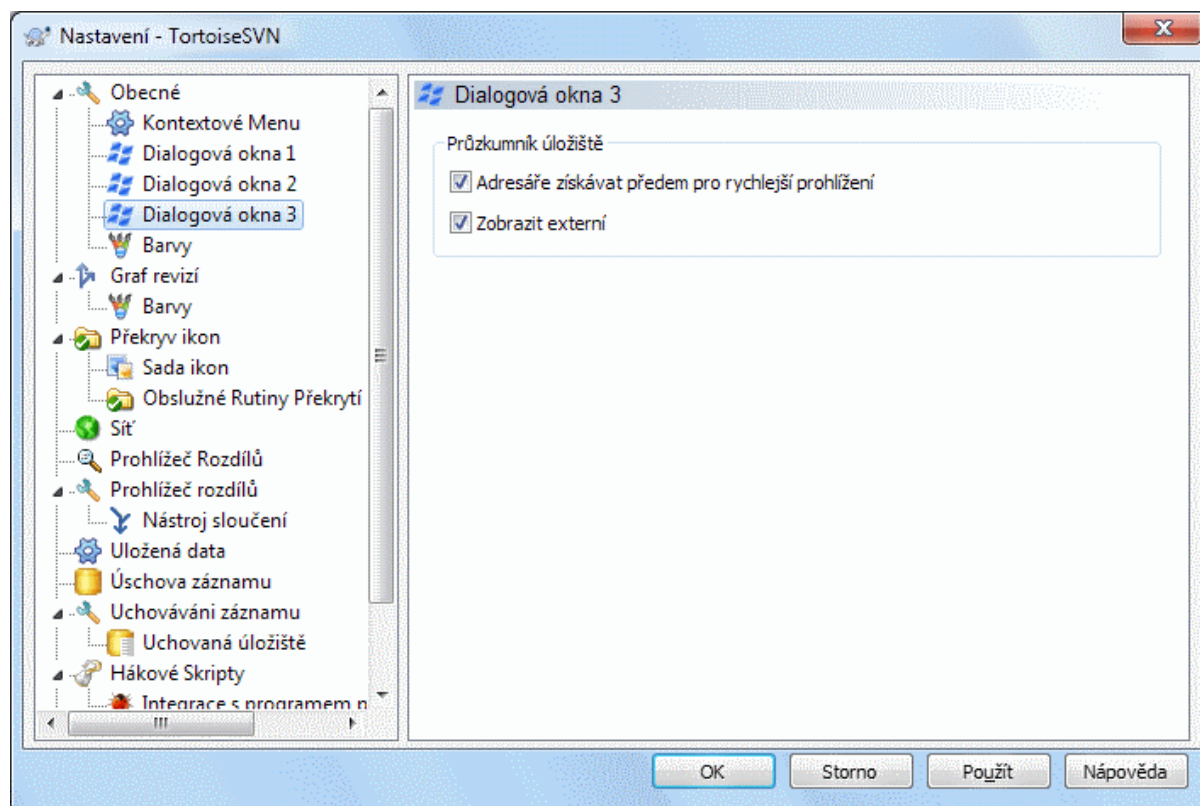 Nastavení - TortoiseSVN
Obecné
Kontextové Menu
Dialogová okna 1
Dialogová okna 2
Dialogová okna 3
Barvy
Graf revizí
Barvy
Překryv ikon
Sada ikon
Obslužné Rutiny Překrytí
Síť
Prohlížeč Rozdílů
Prohlížeč rozdílů
Nástroj sloučení
Uložená data
Úschova záznamu
Uchováváni záznamu
Uchovaná úložiště
Hákové Skripty
Integrace s programem p
Dialogová okna 3
Průzkumník úložiště
Adresáře získávat předem pro rychlejší prohlížení
Zobrazit externí
OK
Storno
Použít
Nápověda